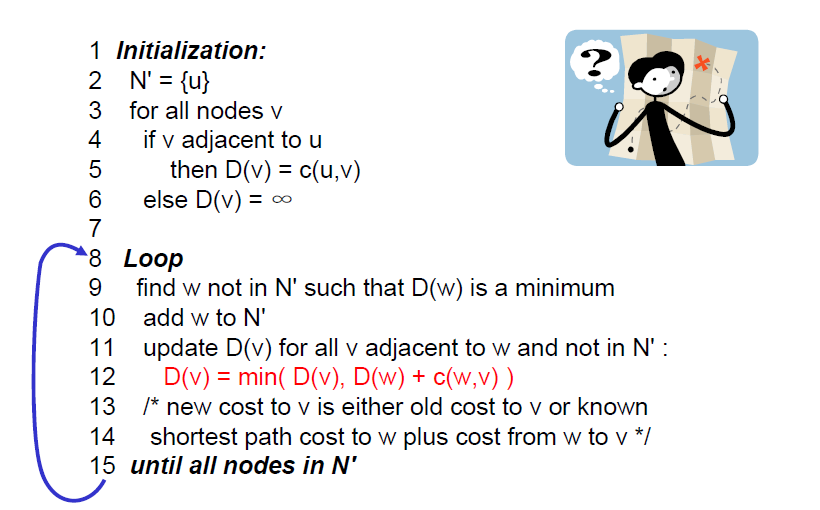 1 Initialization:
2 N' = {u}
3 for all nodes v
4 if v adjacent to u
5 then D(v) = c(u,v)
6 else D(v) = ∞
7
8 Loop
9 find w not in N' such that D(w) is a minimum
10 add w to N'
11 update D(v) for all v adjacent to w and not in N' :
12 D(v) = min( D(v), D(w) + c(w,v) )
13 /* new cost to v is either old cost to v or known
14 shortest path cost to w plus cost from w to v */
15 until all nodes in N'
?